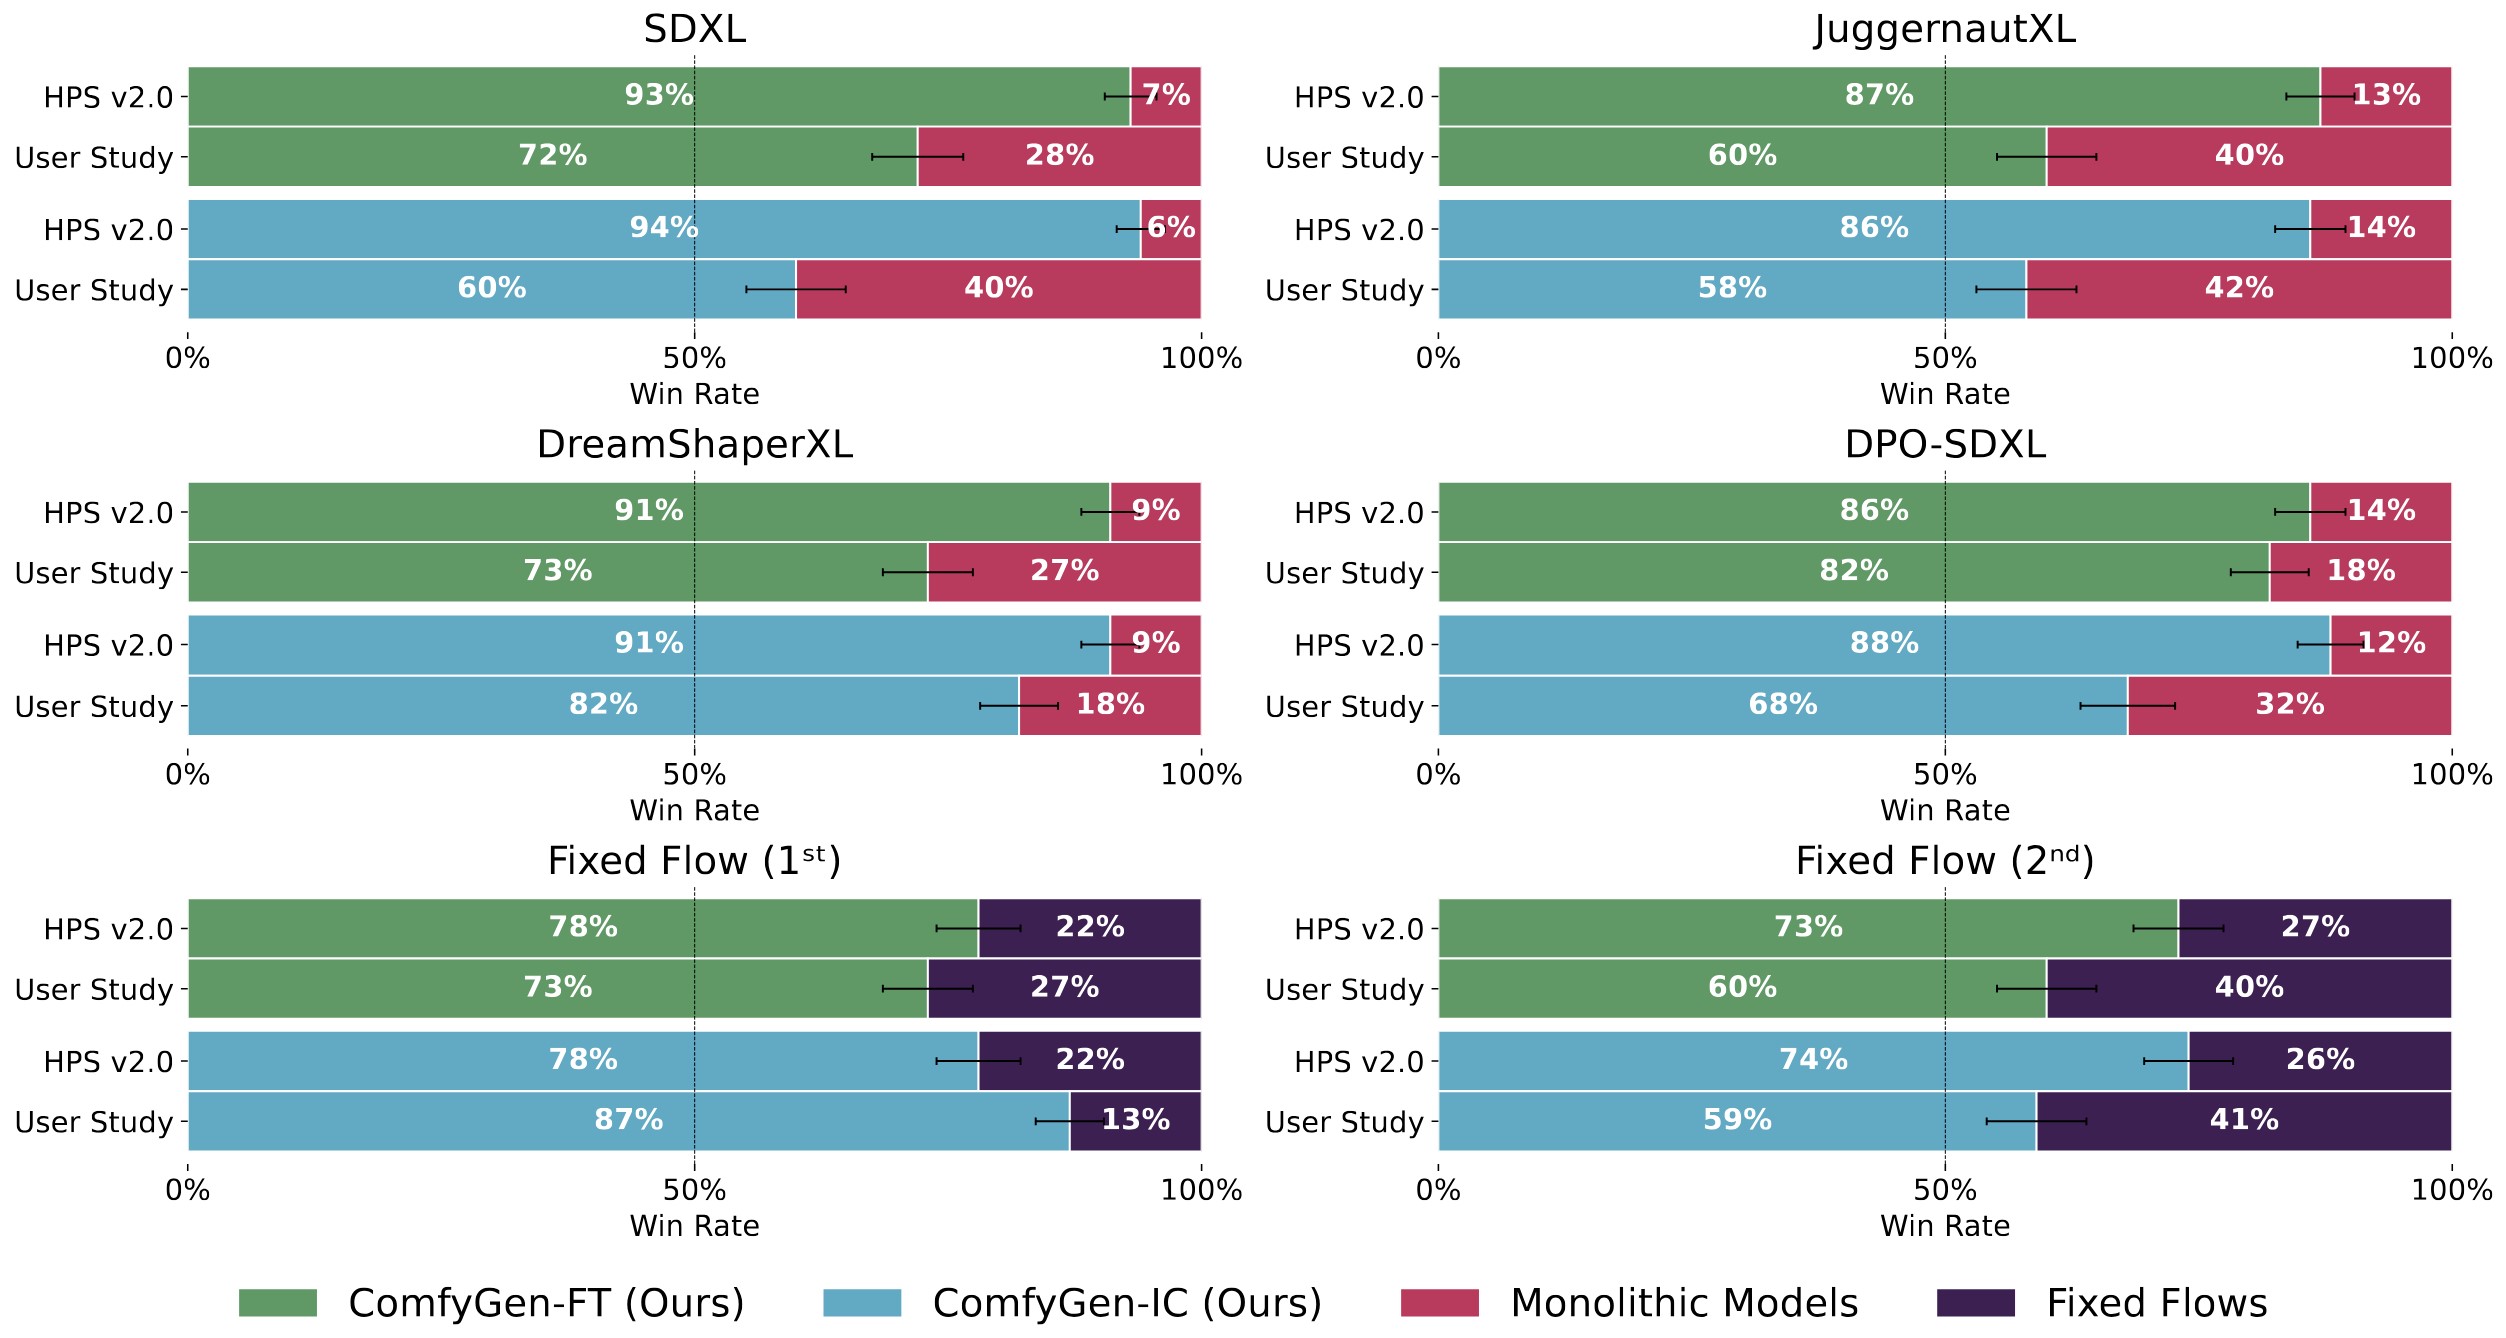 SDXL
HPS v2.0 93% 7%
User Study 72% 28%
HPS v2.0 94% 6%
User Study 60% 40%
0% 50% 100%
Win Rate
JuggernautXL
HPS v2.0 87% 13%
User Study 60% 40%
HPS v2.0 86% 14%
User Study 58% 42%
0% 50% 100%
Win Rate
DreamShaperXL
HPS v2.0 91% 9%
User Study 73% 27%
HPS v2.0 91% 9%
User Study 82% 18%
0% 50% 100%
Win Rate
DPO-SDXL
HPS v2.0 86% 14%
User Study 82% 18%
HPS v2.0 88% 12%
User Study 68% 32%
0% 50% 100%
Win Rate
Fixed Flow (1ˢᵗ)
HPS v2.0 78% 22%
User Study 73% 27%
HPS v2.0 78% 22%
User Study 87% 13%
0% 50% 100%
Win Rate
Fixed Flow (2ⁿᵈ)
HPS v2.0 73% 27%
User Study 60% 40%
HPS v2.0 74% 26%
User Study 59% 41%
0% 50% 100%
Win Rate
ComfyGen-FT (Ours) ComfyGen-IC (Ours) Monolithic Models Fixed Flows